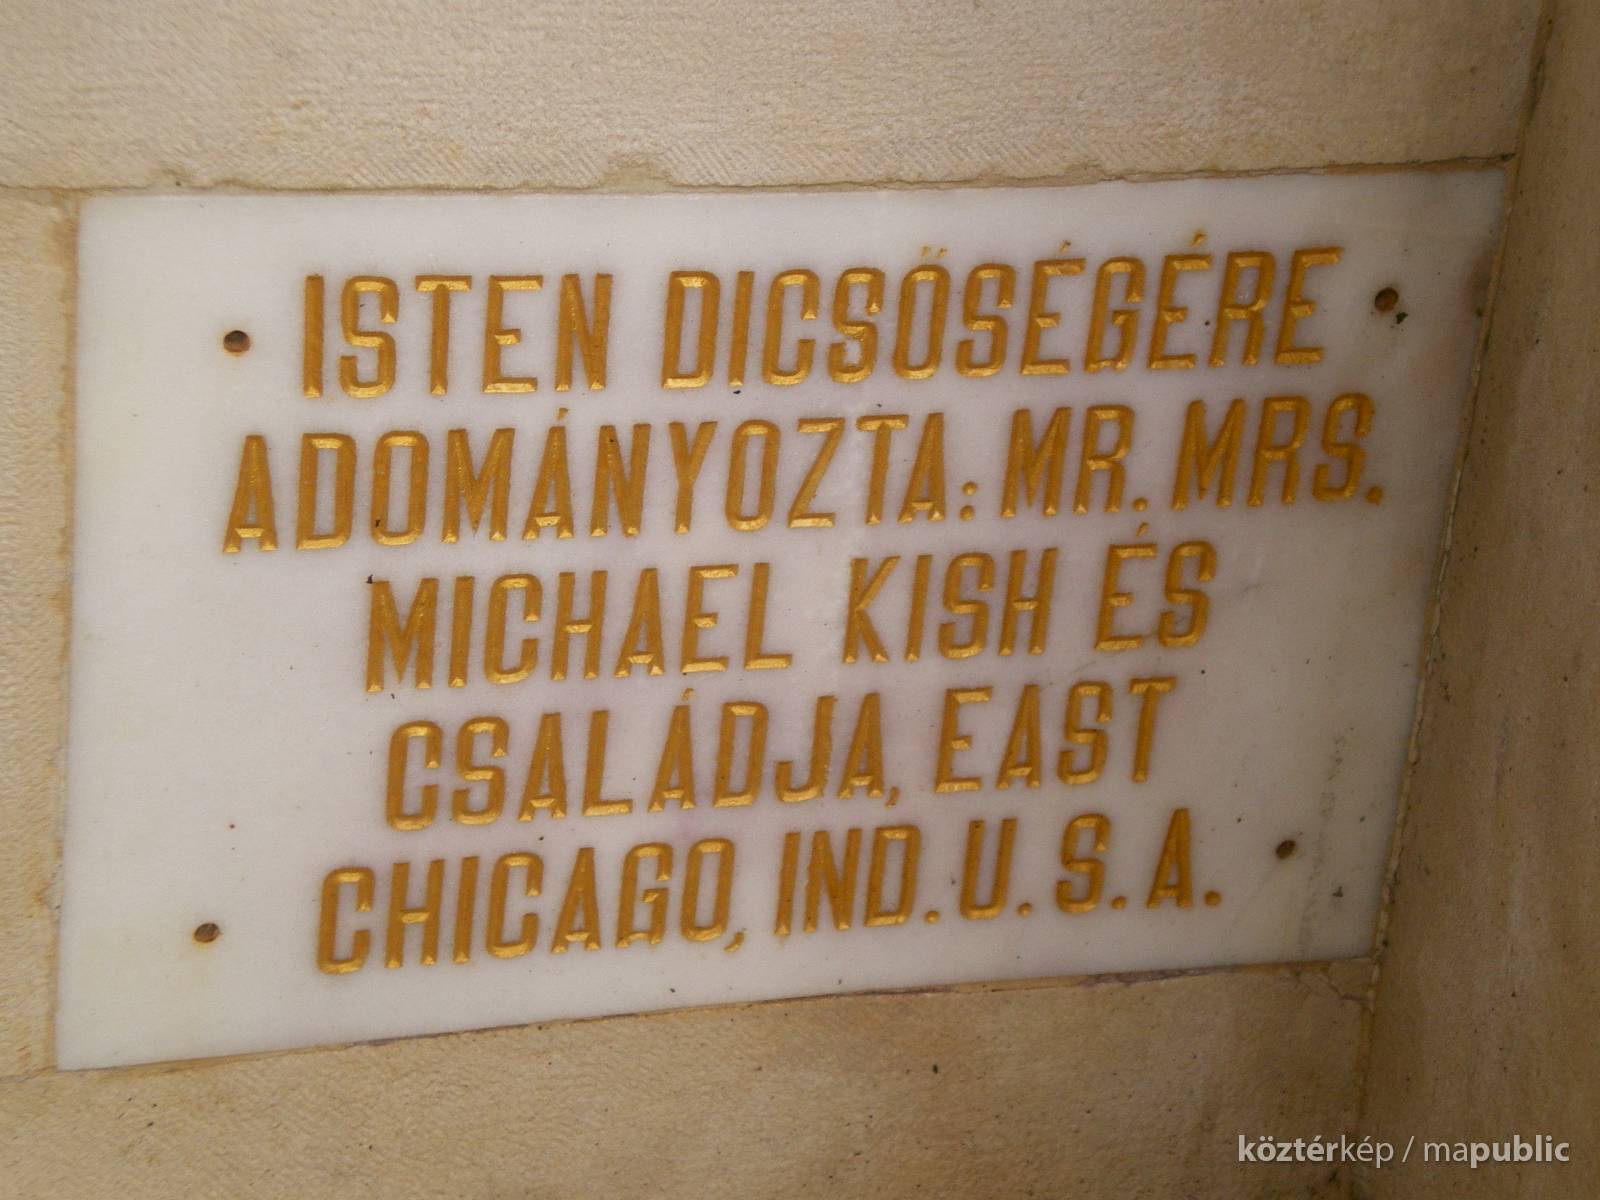 ISTEN DICSŐSÉGÉRE
ADOMÁNYOZTA: MR. MRS.
MICHAEL KISH ÉS
CSALÁDJA, EAST
CHICAGO, IND. U. S. A.
köztérkép / mapublic